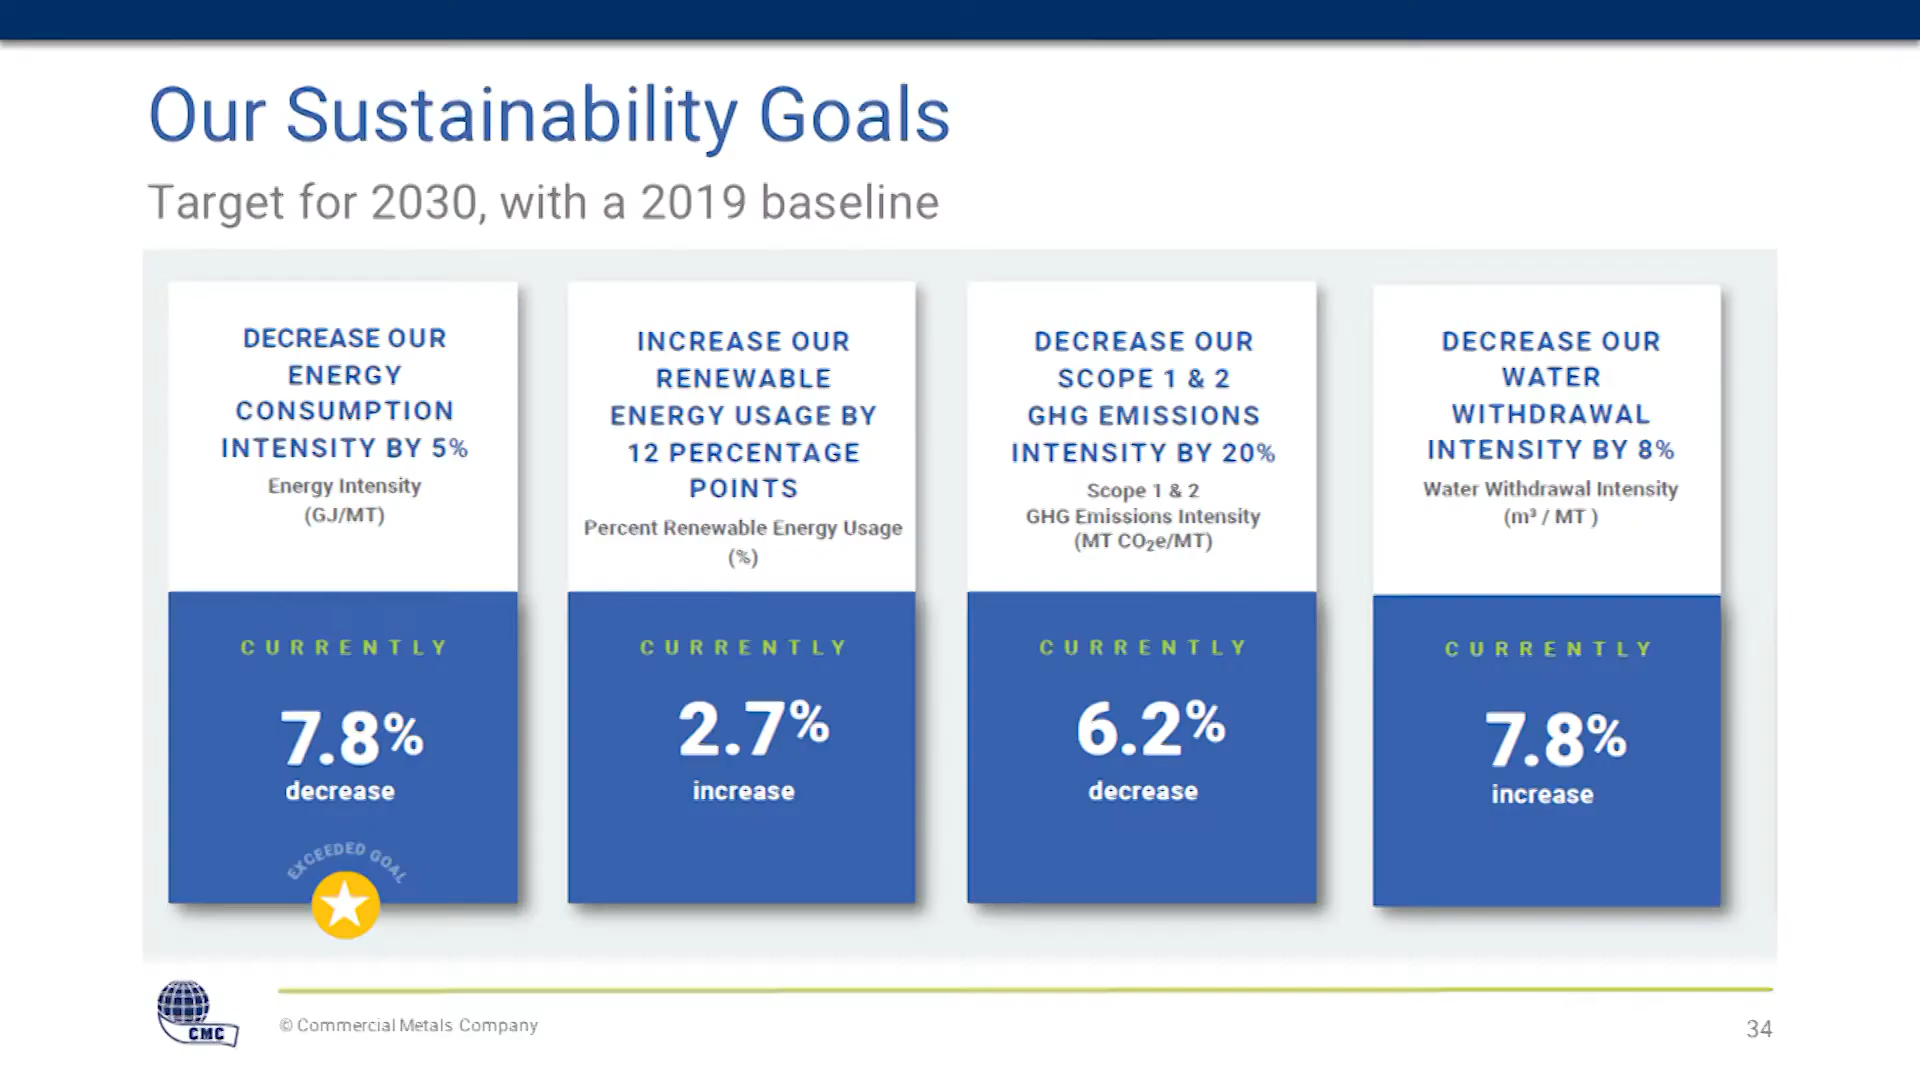 Our Sustainability Goals
Target for 2030, with a 2019 baseline
DECREASE OUR
ENERGY
CONSUMPTION
INTENSITY BY 5%
Energy Intensity
(GJ/MT)
CURRENTLY
7.8%
decrease
EXCEEDED GOAL
INCREASE OUR
RENEWABLE
ENERGY USAGE BY
12 PERCENTAGE
POINTS
Percent Renewable Energy Usage
(%)
CURRENTLY
2.7%
increase
DECREASE OUR
SCOPE 1 & 2
GHG EMISSIONS
INTENSITY BY 20%
Scope 1 & 2
GHG Emissions Intensity
(MT CO₂e/MT)
CURRENTLY
6.2%
decrease
DECREASE OUR
WATER
WITHDRAWAL
INTENSITY BY 8%
Water Withdrawal Intensity
(m³ / MT )
CURRENTLY
7.8%
increase
CMC
© Commercial Metals Company
34